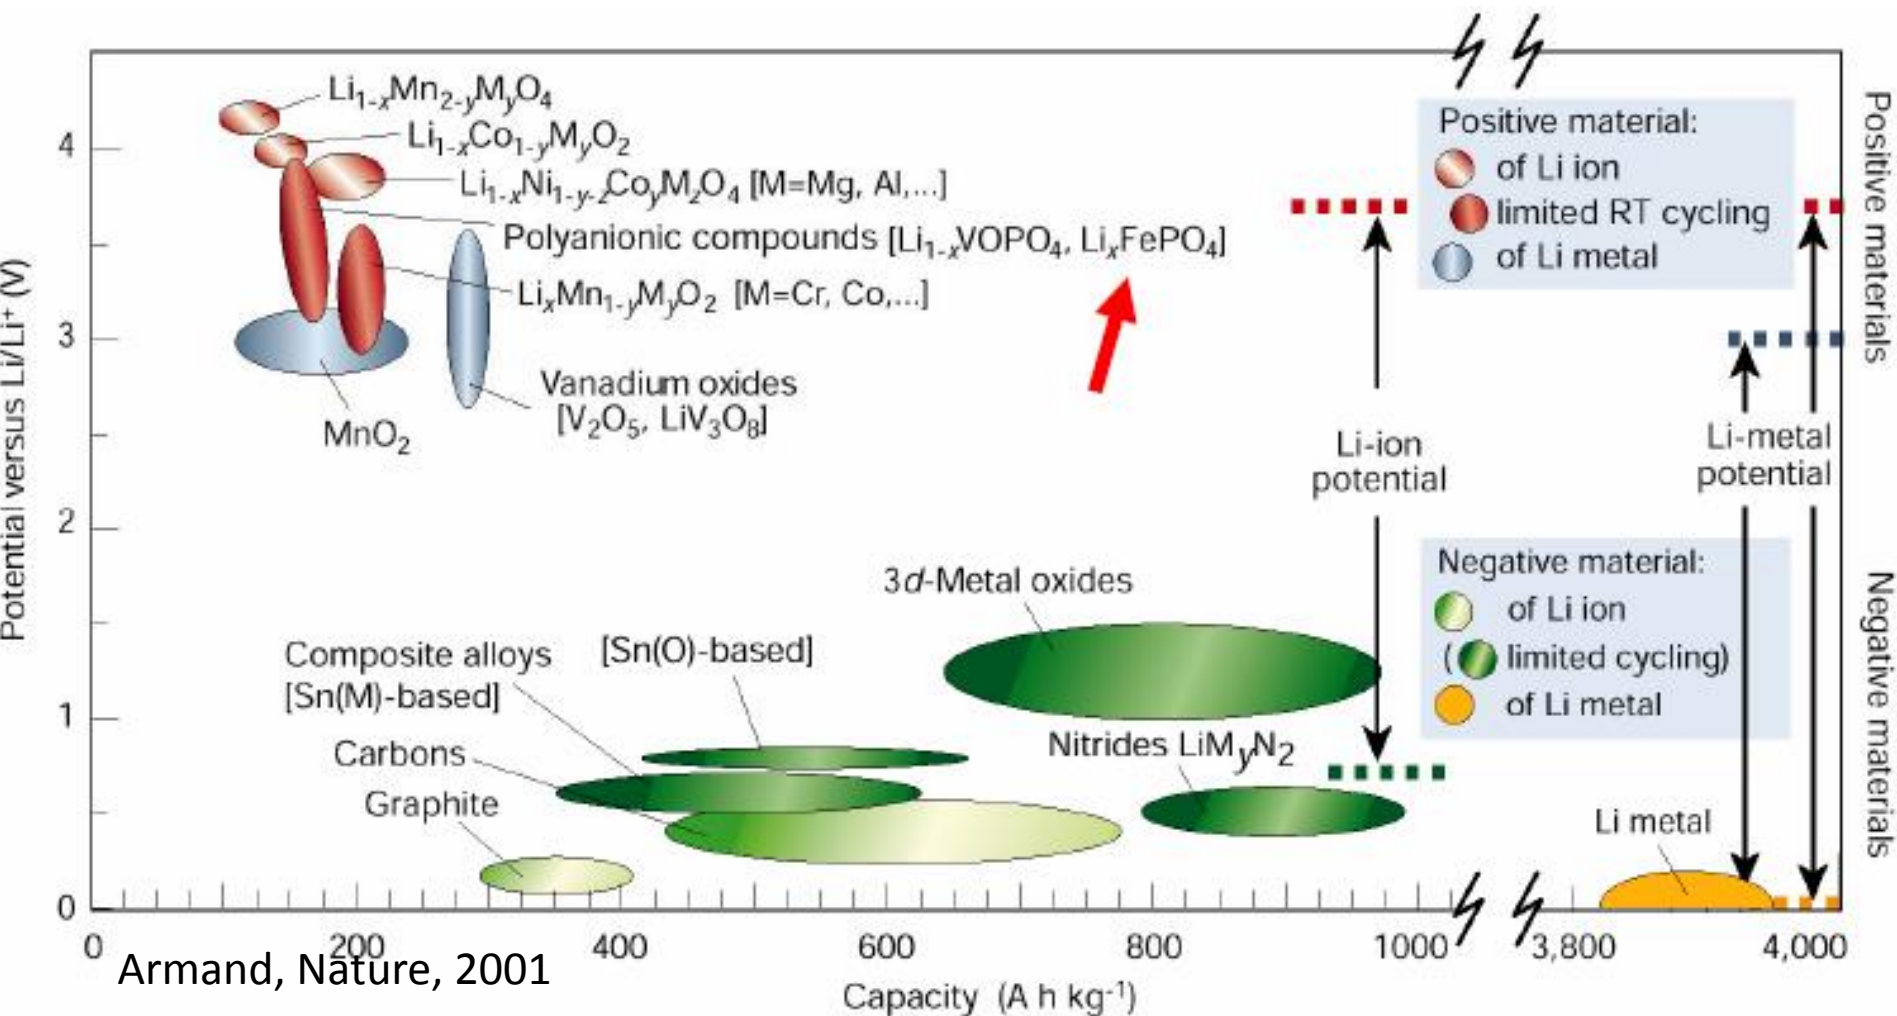 Li1-xMn2-yMyO4
Li1-xCo1-yMyO2
Li1-xNi1-y-zCoyMzO4 [M=Mg, Al,...]
Polyanionic compounds [Li1-xVOPO4, LixFePO4]
LixMn1-yMyO2 [M=Cr, Co,...]
Vanadium oxides
[V2O5, LiV3O8]
MnO2
Positive material:
of Li ion
limited RT cycling
of Li metal
Positive materials
Li-ion
potential
Li-metal
potential
Negative material:
of Li ion
(limited cycling)
of Li metal
Negative materials
3d-Metal oxides
[Sn(O)-based]
Composite alloys
[Sn(M)-based]
Carbons
Graphite
Nitrides LiMyN2
Li metal
Potential versus Li/Li+ (V)
4
3
2
1
0
0 200 400 600 800 1000 3,800 4,000
Capacity (A h kg-1)
Armand, Nature, 2001